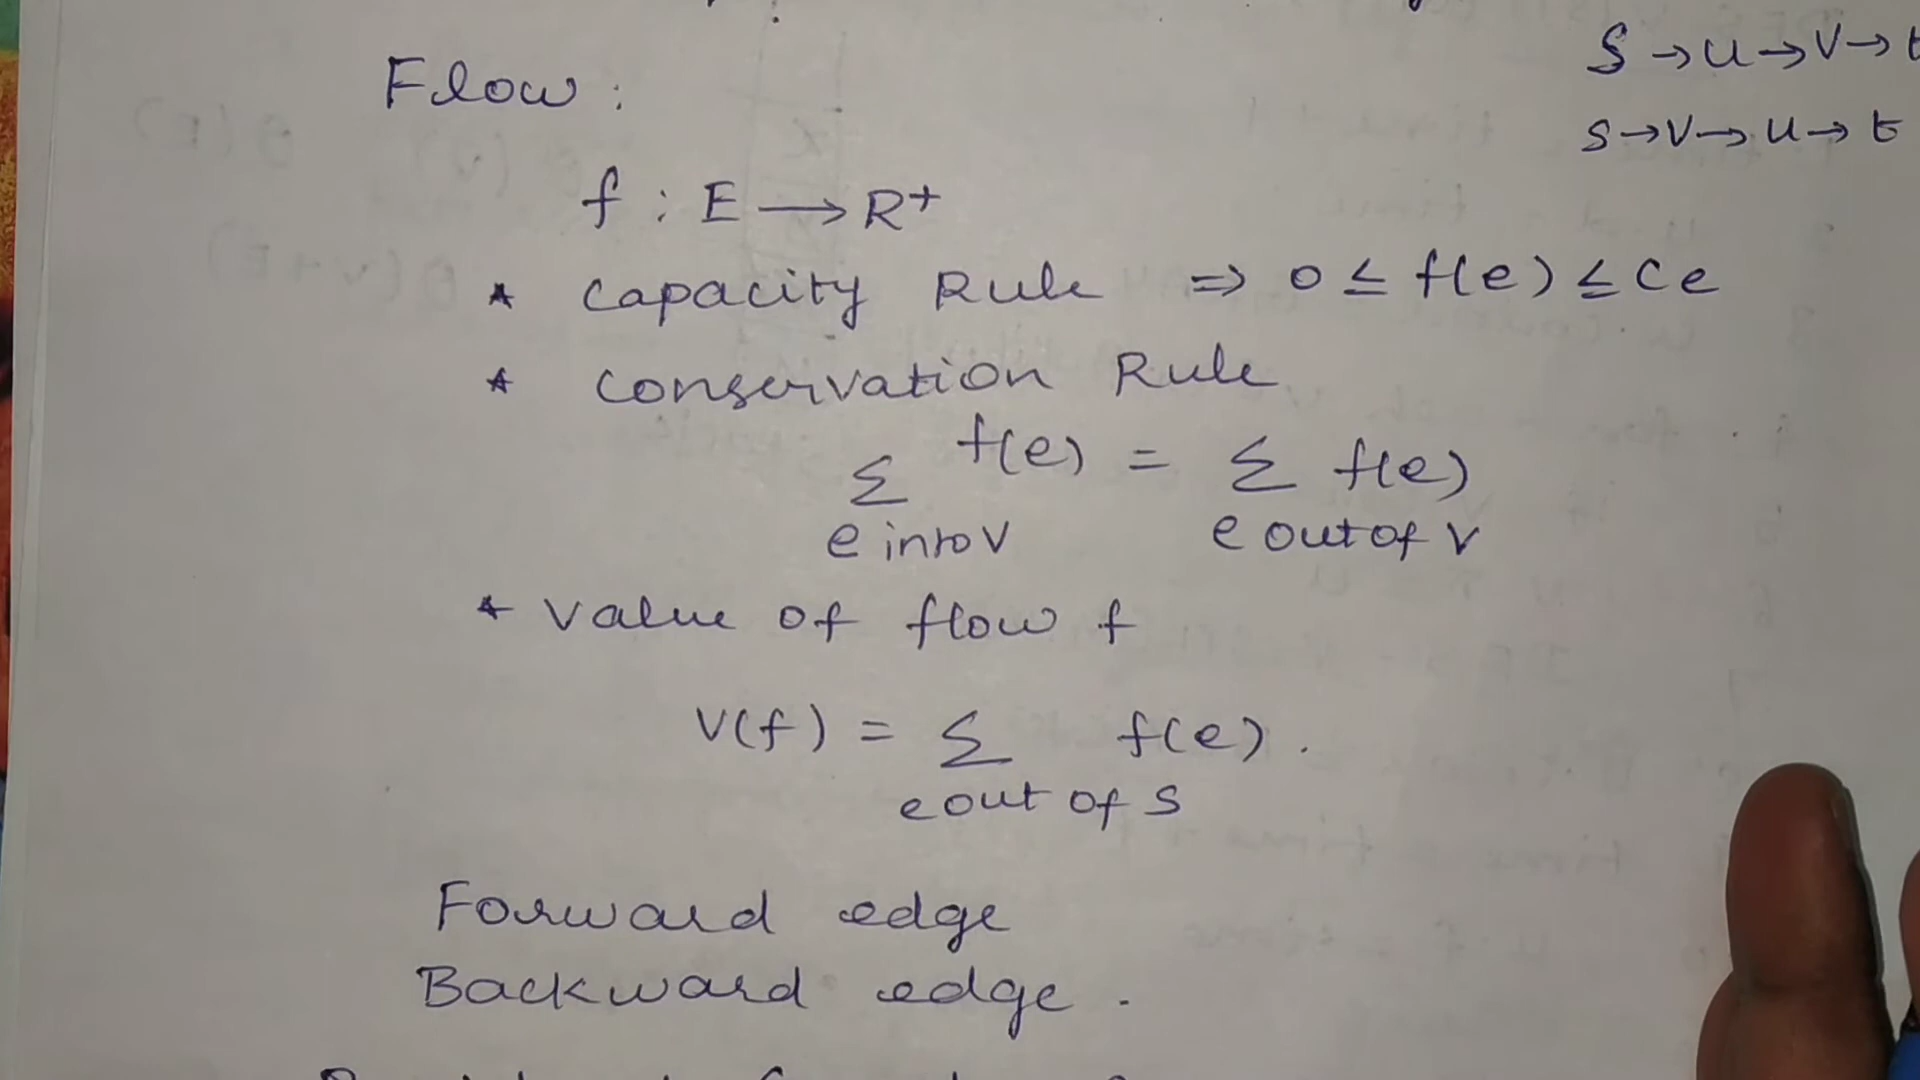 S → u → v → t
Flow :
s → v → u → t
f : E ⟶ R+
* capacity Rule ⇒ 0 ≤ f(e) ≤ Ce
* conservation Rule
Σ f(e) = Σ f(e)
e into v e out of v
* value of flow f
v(f) = Σ f(e) .
e out of s
Forward edge
Backward edge .